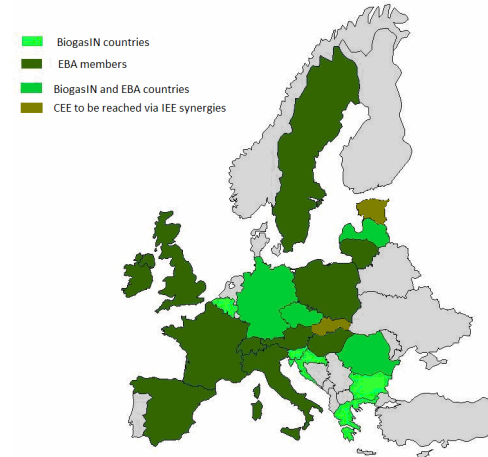 BiogasIN countries
EBA members
BiogasIN and EBA countries
CEE to be reached via IEE synergies